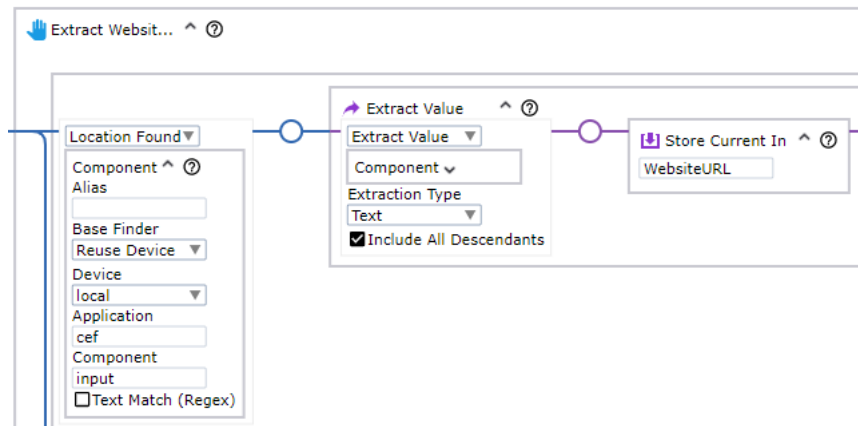 Extract Websit...
Location Found
Component
Alias
Base Finder
Reuse Device
Device
local
Application
cef
Component
input
Text Match (Regex)
Extract Value
Extract Value
Component
Extraction Type
Text
Include All Descendants
Store Current In
WebsiteURL